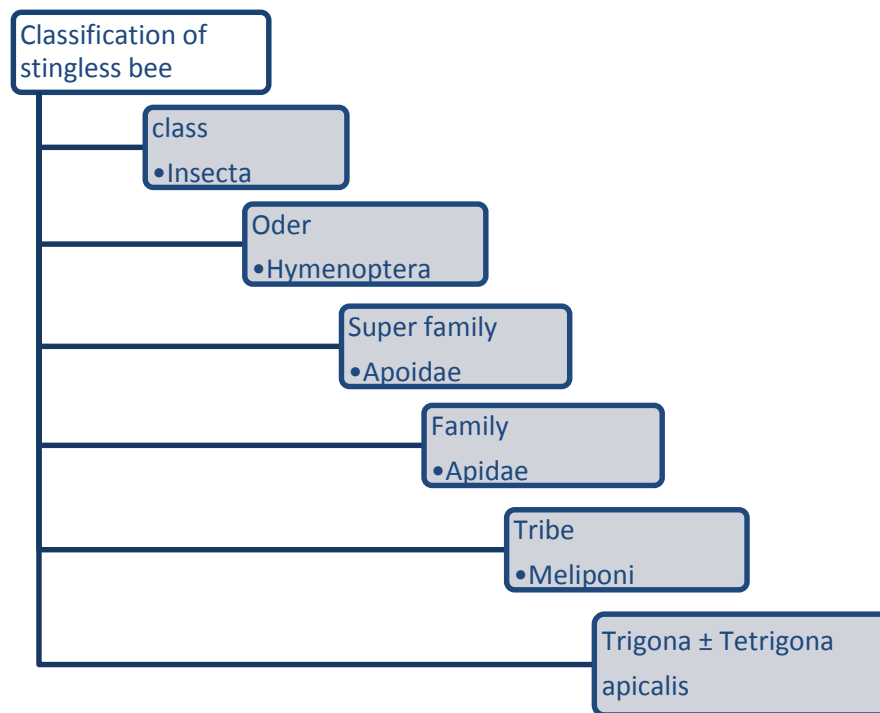 Classification of
stingless bee
class
•Insecta
Oder
•Hymenoptera
Super family
•Apoidae
Family
•Apidae
Tribe
•Meliponi
Trigona ± Tetrigona
apicalis